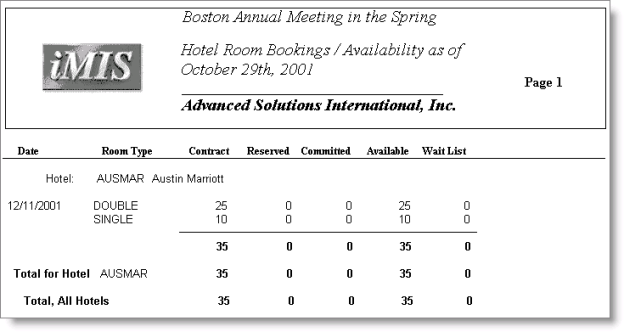 Boston Annual Meeting in the Spring
iMIS
Hotel Room Bookings / Availability as of
October 29th, 2001
Page 1
Advanced Solutions International, Inc.
Date Room Type Contract Reserved Committed Available Wait List
Hotel: AUSMAR Austin Marriott
12/11/2001 DOUBLE 25 0 0 25 0
SINGLE 10 0 0 10 0
35 0 0 35 0
Total for Hotel AUSMAR 35 0 0 35 0
Total, All Hotels 35 0 0 35 0